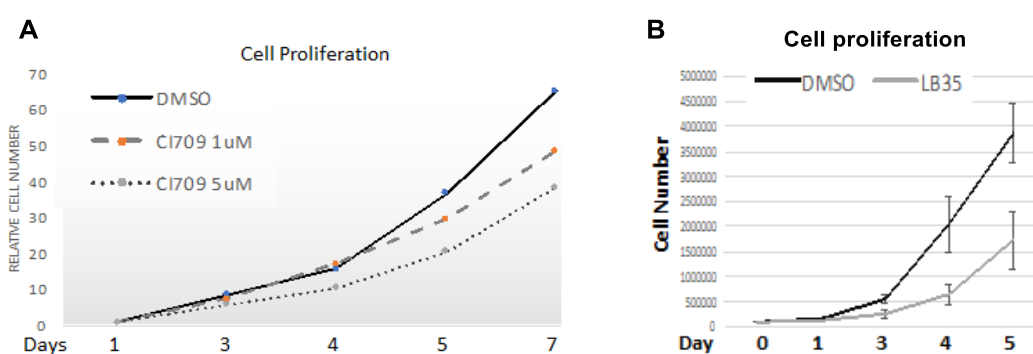 A
Cell Proliferation
70
60
50
40
30
20
10
0
RELATIVE CELL NUMBER
DMSO
CI709 1uM
CI709 5uM
Days 1 3 4 5 7
B
Cell proliferation
5000000
4500000
4000000
3500000
3000000
2500000
2000000
1500000
1000000
500000
0
Cell Number
DMSO LB35
Day 0 1 3 4 5